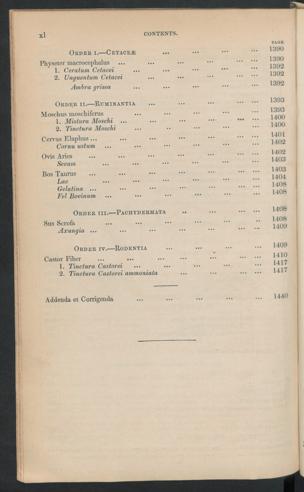 xl CONTENTS.
PAGE
ORDER I.—CETACEÆ ... ... ... ... 1390
Physeter macrocephalus ... ... ... ... ... 1390
1. Ceratum Cetacei ... ... ... ... ... 1392
2. Unguentum Cetacei ... ... ... ... 1392
Ambra grisea ... ... ... ... 1392
ORDER II.—RUMINANTIA ... ... ... ... 1393
Moschus moschiferus ... ... ... ... ... 1393
1. Mistura Moschi ... ... ... ... ... ... 1400
2. Tinctura Moschi ... .. ... ... ... 1400
Cervus Elaphus ... ... ... ... ... ... 1401
Cornu ustum ... ... ... ... ... ... 1402
Ovis Aries ... ... ... ... ... ... 1402
Sevum ... ... ... ... ... ... 1403
Bos Taurus ... ... ... ... ... ... 1403
Lac ... ... ... ... ... ... 1404
Gelatina ... ... ... ... ... ... ... 1408
Fel Bovinum ... ... ... ... ... ... 1408
ORDER III.—PACHYDERMATA .. ... ... ... 1408
Sus Scrofa ... ... ... ... ... ... 1408
Axungia ... ... ... ... ... ... ... 1409
ORDER IV.—RODENTIA ... ... ... ... 1409
Castor Fiber ... ... ... ... ... ... 1410
1. Tinctura Castorei ... ... ... ... ... 1417
2. Tinctura Castorei ammoniata ... ... ... ... 1417
Addenda et Corrigenda ... ... ... ... ... 1440